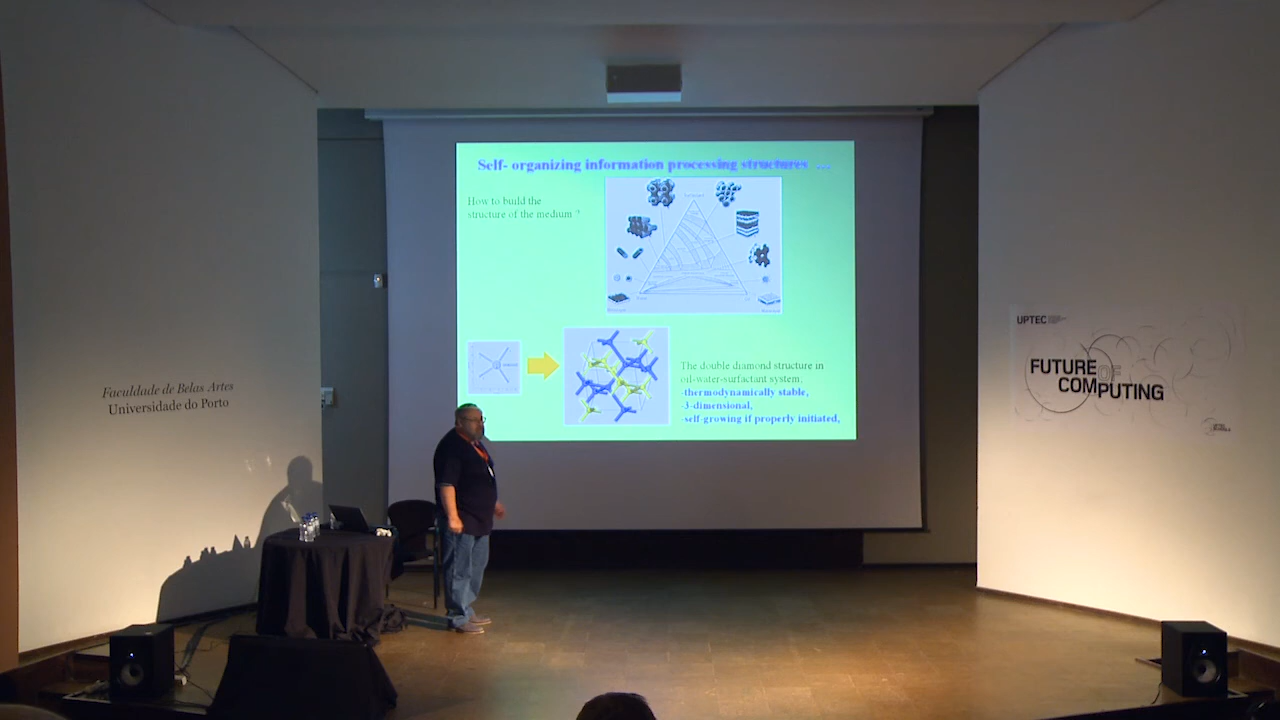 Self- organizing information processing structures ...
How to build the
structure of the medium ?
The double diamond structure in
oil-water-surfactant system:
-thermodynamically stable,
-3-dimensional,
-self-growing if properly initiated,
Faculdade de Belas Artes
Universidade do Porto
UPTEC
FUTURE OF
COMPUTING